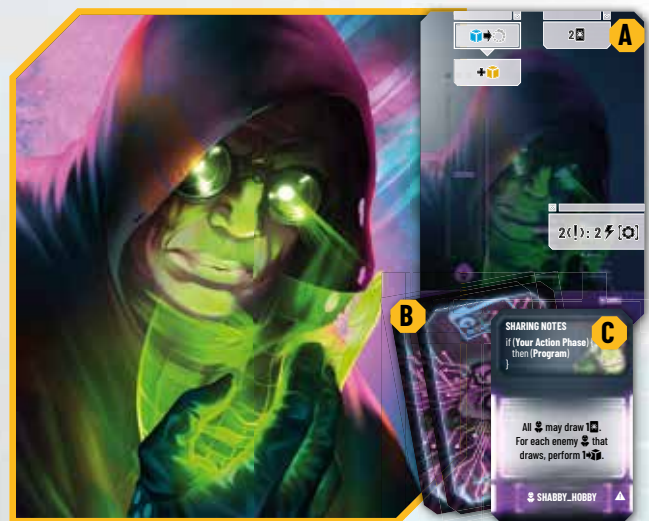 2
A
+
2(!): 2 [ ]
B
C
SHARING NOTES
if (Your Action Phase) {
then (Program)
}
All may draw 1.
For each enemy that
draws, perform 1.
SHABBY_HOBBY